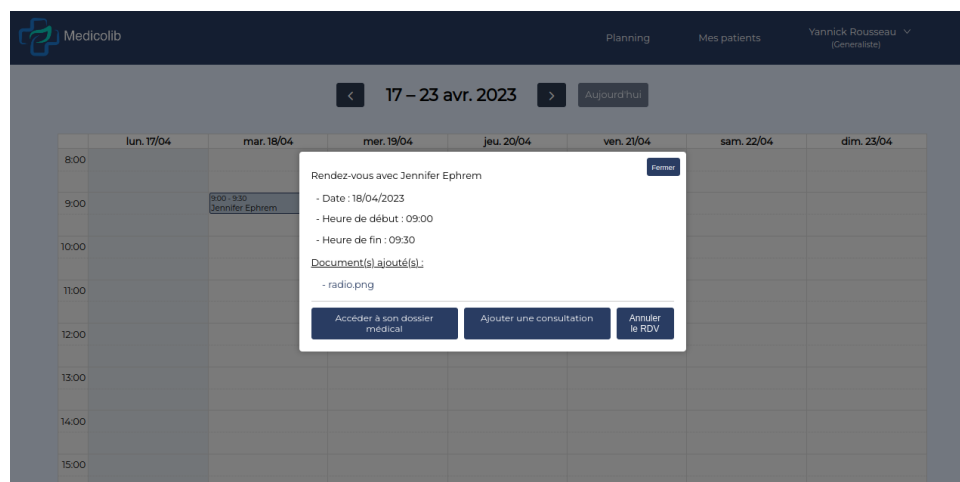 Medicolib
Planning
Mes patients
Yannick Rousseau
(Generaliste)
17 – 23 avr. 2023
Aujourd'hui
lun. 17/04
mar. 18/04
mer. 19/04
jeu. 20/04
ven. 21/04
sam. 22/04
dim. 23/04
8:00
9:00
10:00
11:00
12:00
13:00
14:00
15:00
9:00 - 9:30
Jennifer Ephrem
Fermer
Rendez-vous avec Jennifer Ephrem
- Date : 18/04/2023
- Heure de début : 09:00
- Heure de fin : 09:30
Document(s) ajouté(s) :
- radio.png
Accéder à son dossier
médical
Ajouter une consultation
Annuler
le RDV